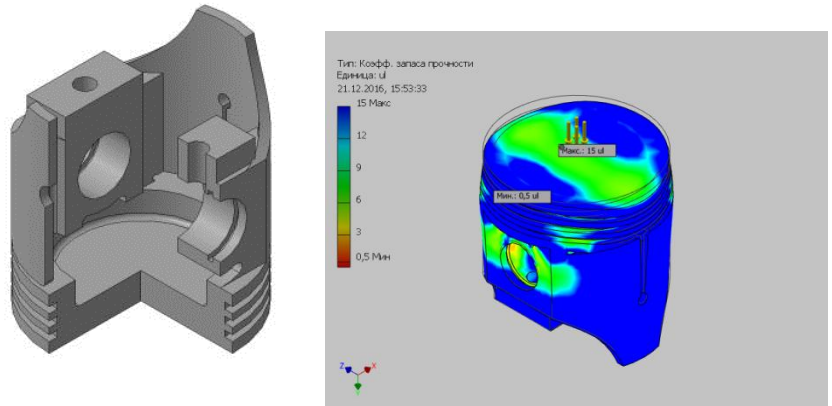 Тип: Коэфф. запаса прочности
Единица: ul
21.12.2016, 15:53:33
15 Макс
12
9
6
3
0,5 Мин
Макс.: 15 ul
Мин.: 0,5 ul
Z
X
Y